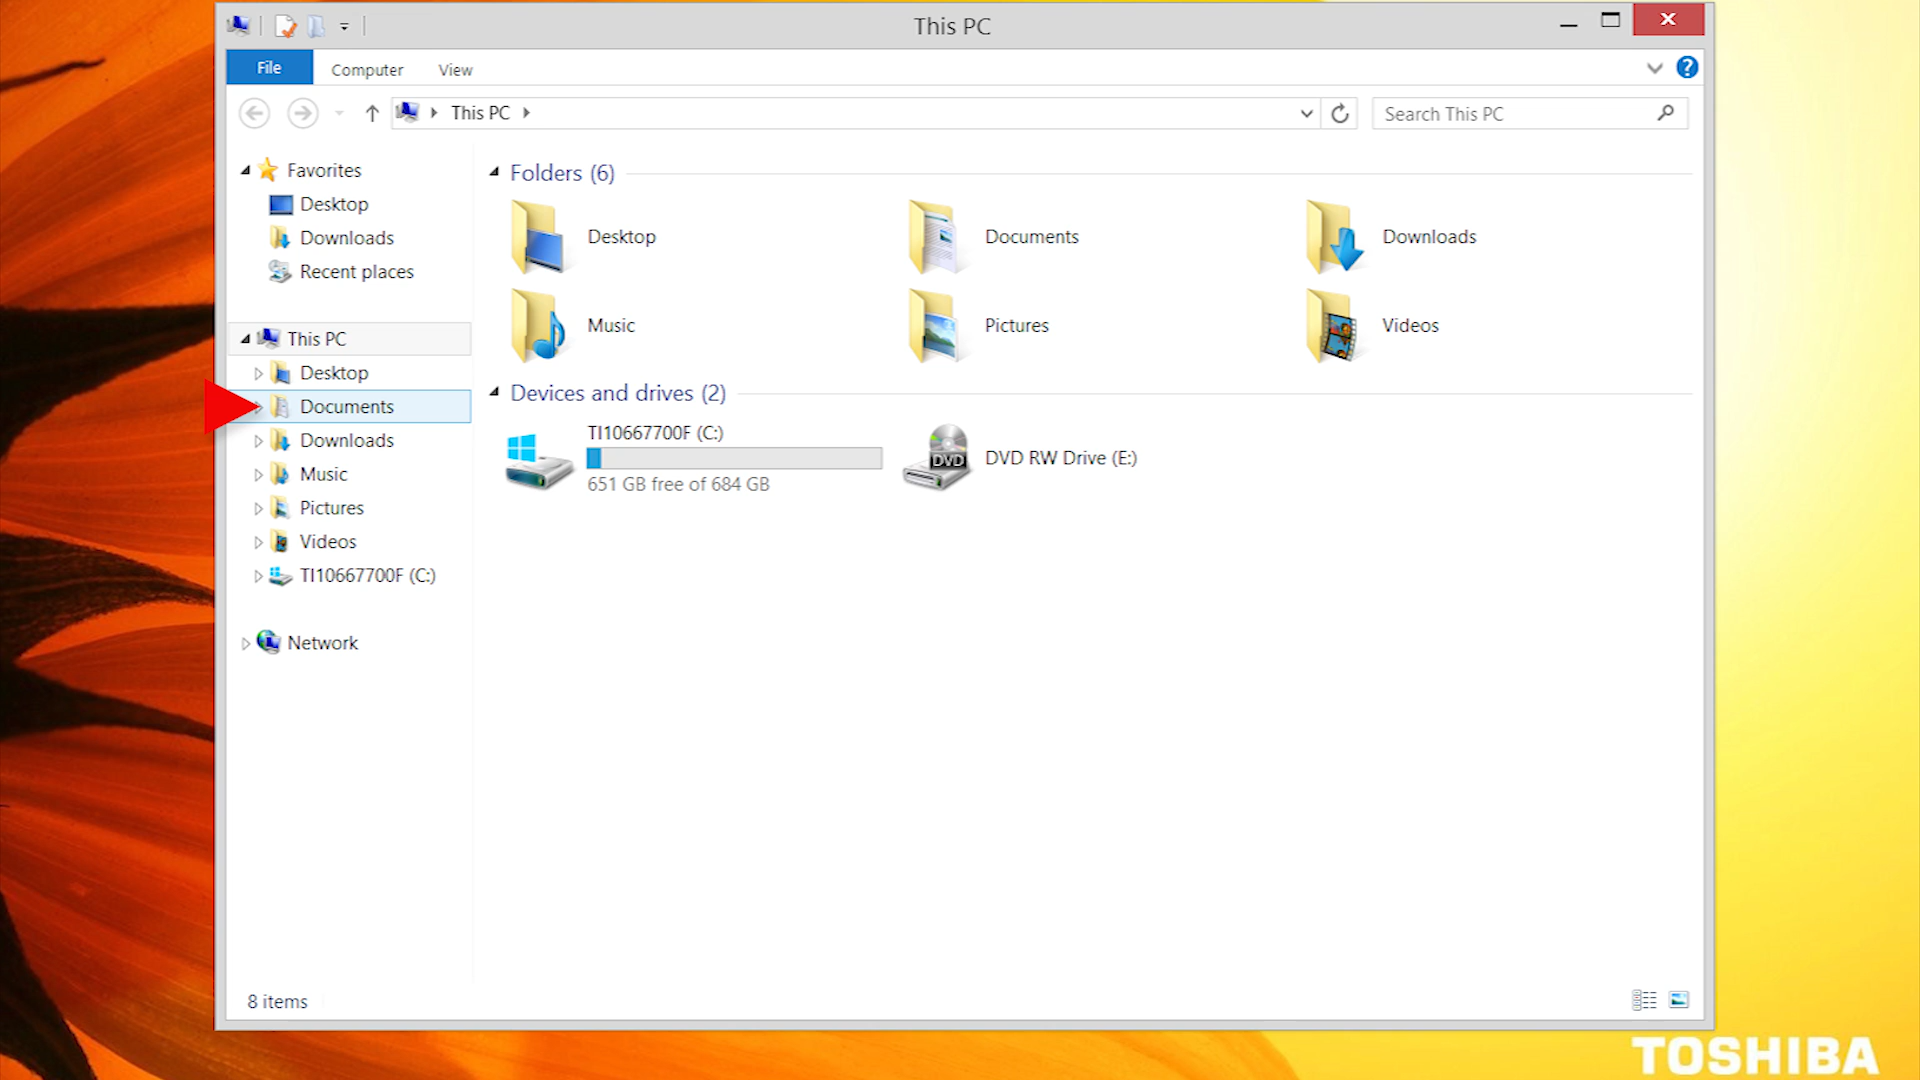 This PC
File
Computer
View
This PC
Search This PC
Favorites
Desktop
Downloads
Recent places
This PC
Desktop
Documents
Downloads
Music
Pictures
Videos
TI10667700F (C:)
Network
Folders (6)
Desktop
Documents
Downloads
Music
Pictures
Videos
Devices and drives (2)
TI10667700F (C:)
651 GB free of 684 GB
DVD
DVD RW Drive (E:)
8 items
TOSHIBA